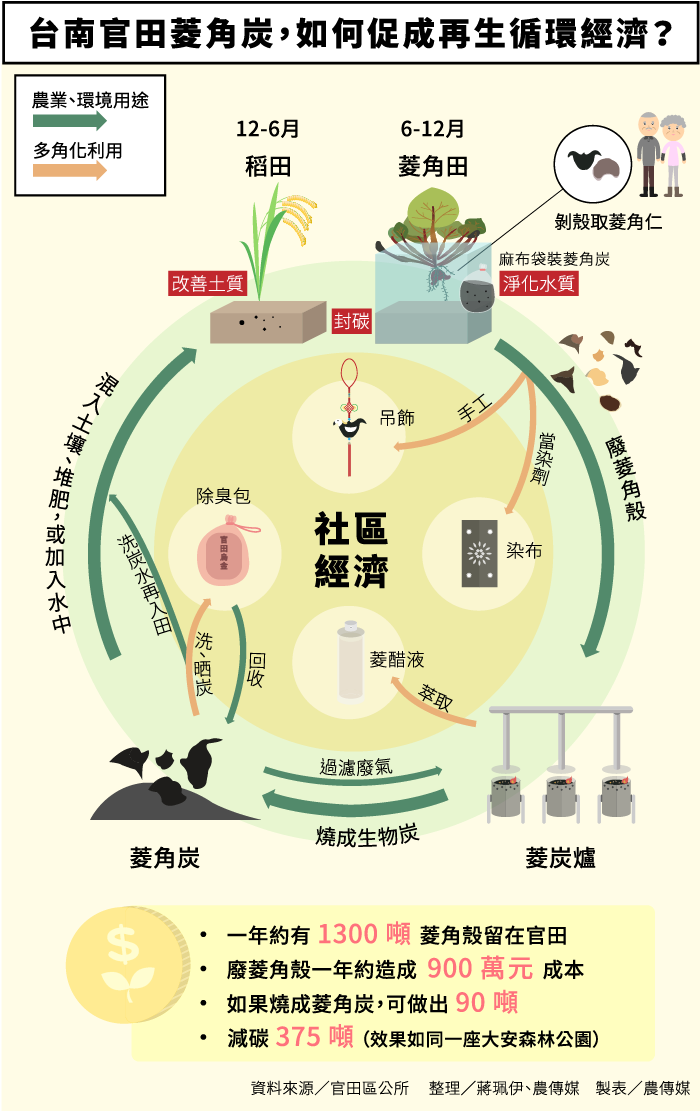 台南官田菱角炭,如何促成再生循環經濟?
農業、環境用途
多角化利用
12-6月
稻田
6-12月
菱角田
剝殼取菱角仁
麻布袋裝菱角炭
改善土質
淨化水質
封碳
混入土壤、堆肥,或加入水中
吊飾
手工
當染劑
廢菱角殼
除臭包
官田烏金
社區
經濟
染布
洗炭水再入田
洗、晒炭
回收
菱醋液
萃取
過濾廢氣
燒成生物炭
菱角炭
菱炭爐
• 一年約有 1300 噸 菱角殼留在官田
• 廢菱角殼一年約造成 900 萬元 成本
• 如果燒成菱角炭,可做出 90 噸
• 減碳 375 噸 (效果如同一座大安森林公園)
資料來源／官田區公所 整理／蔣珮伊、農傳媒 製表／農傳媒